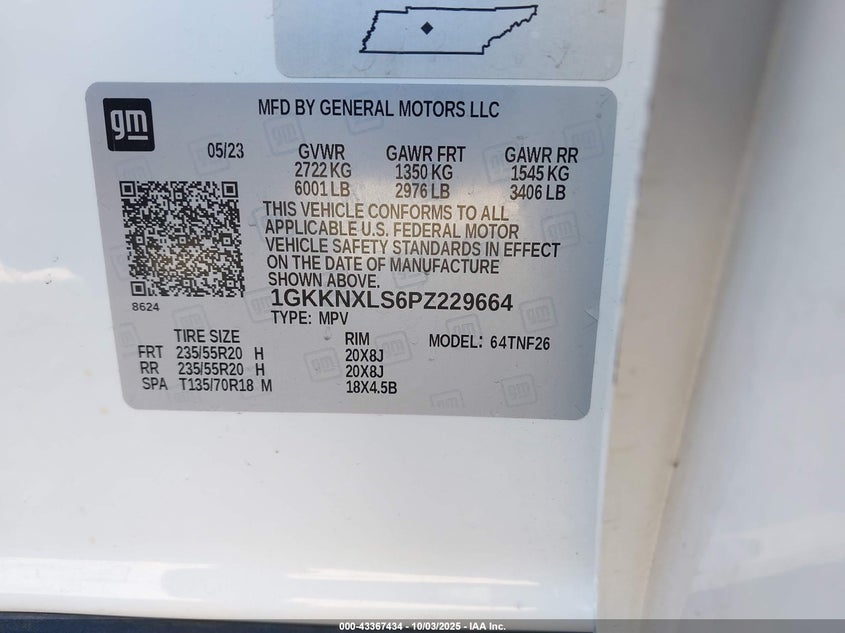 gm
MFD BY GENERAL MOTORS LLC
05/23 GVWR GAWR FRT GAWR RR
2722 KG 1350 KG 1545 KG
6001 LB 2976 LB 3406 LB
THIS VEHICLE CONFORMS TO ALL
APPLICABLE U.S. FEDERAL MOTOR
VEHICLE SAFETY STANDARDS IN EFFECT
ON THE DATE OF MANUFACTURE
SHOWN ABOVE.
8624
1GKKNXLS6PZ229664
TYPE: MPV
TIRE SIZE RIM MODEL: 64TNF26
FRT 235/55R20 H 20X8J
RR 235/55R20 H 20X8J
SPA T135/70R18 M 18X4.5B
000-43367434 - 10/03/2025 - IAA Inc.